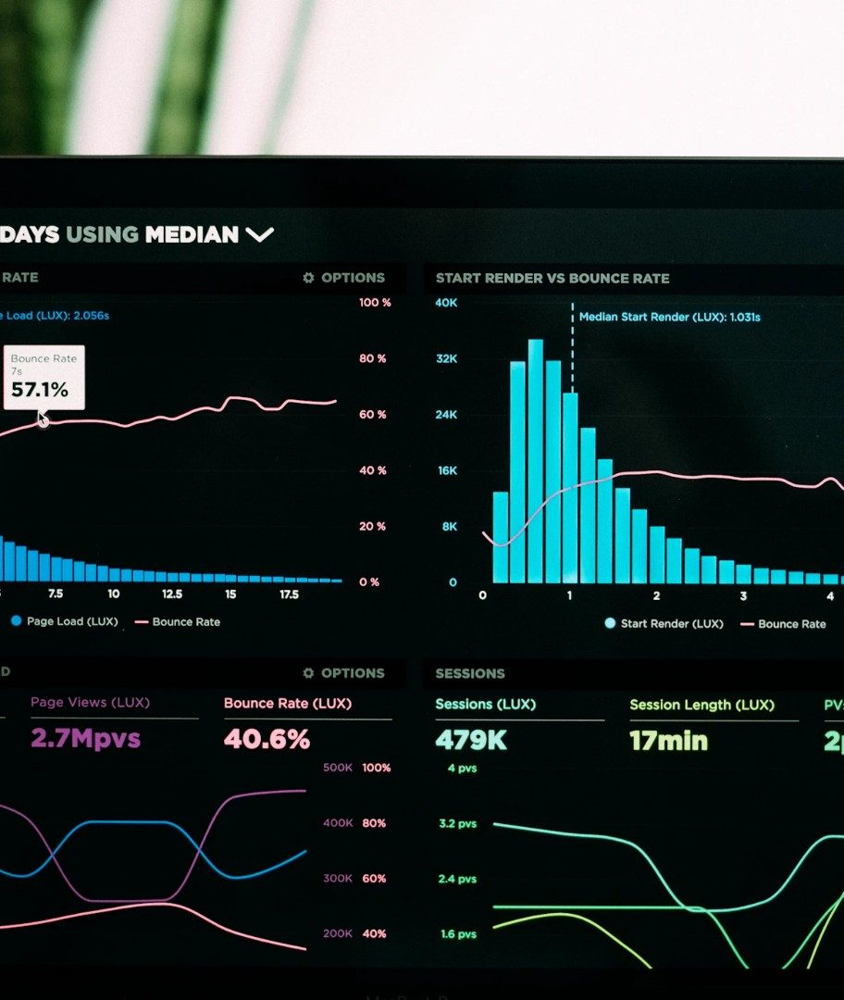 DAYS USING MEDIAN
RATE
OPTIONS
Load (LUX): 2.056s
Bounce Rate
7s
57.1%
100 %
80 %
60 %
40 %
20 %
0 %
7.5 10 12.5 15 17.5
Page Load (LUX) Bounce Rate
START RENDER VS BOUNCE RATE
40K
32K
24K
16K
8K
0
Median Start Render (LUX): 1.031s
0 1 2 3 4
Start Render (LUX) Bounce Rate
OPTIONS
Page Views (LUX)
2.7Mpvs
Bounce Rate (LUX)
40.6%
500K 100%
400K 80%
300K 60%
200K 40%
SESSIONS
Sessions (LUX)
479K
Session Length (LUX)
17min
4 pvs
3.2 pvs
2.4 pvs
1.6 pvs